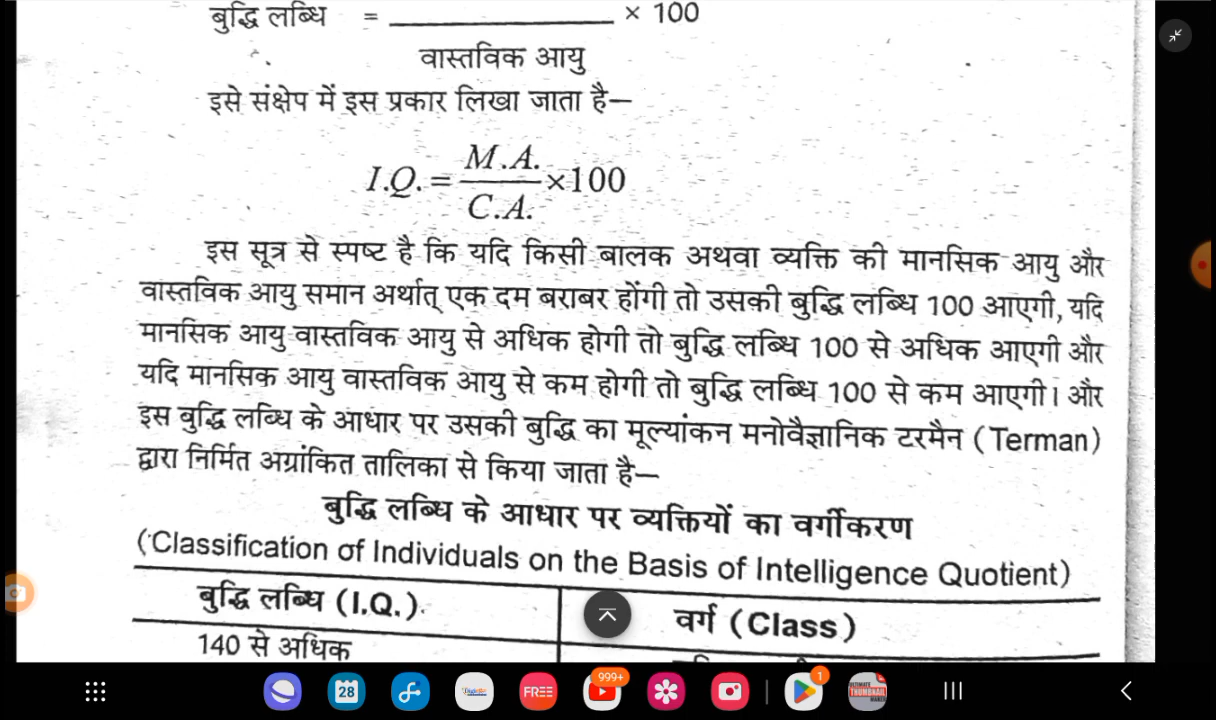 बुद्धि लब्धि = ____________ × 100
वास्तविक आयु
इसे संक्षेप में इस प्रकार लिखा जाता है—
I.Q. = M.A. / C.A. ×100
इस सूत्र से स्पष्ट है कि यदि किसी बालक अथवा व्यक्ति की मानसिक आयु और
वास्तविक आयु समान अर्थात् एक दम बराबर होंगी तो उसकी बुद्धि लब्धि 100 आएगी, यदि
मानसिक आयु वास्तविक आयु से अधिक होगी तो बुद्धि लब्धि 100 से अधिक आएगी और
यदि मानसिक आयु वास्तविक आयु से कम होगी तो बुद्धि लब्धि 100 से कम आएगी। और
इस बुद्धि लब्धि के आधार पर उसकी बुद्धि का मूल्यांकन मनोवैज्ञानिक टरमैन (Terman)
द्वारा निर्मित अग्रांकित तालिका से किया जाता है—
बुद्धि लब्धि के आधार पर व्यक्तियों का वर्गीकरण
(Classification of Individuals on the Basis of Intelligence Quotient)
बुद्धि लब्धि (I.Q.) वर्ग (Class)
140 से अधिक
28 FREE 999+ 1
ULTIMATE THUMBNAIL MAKER